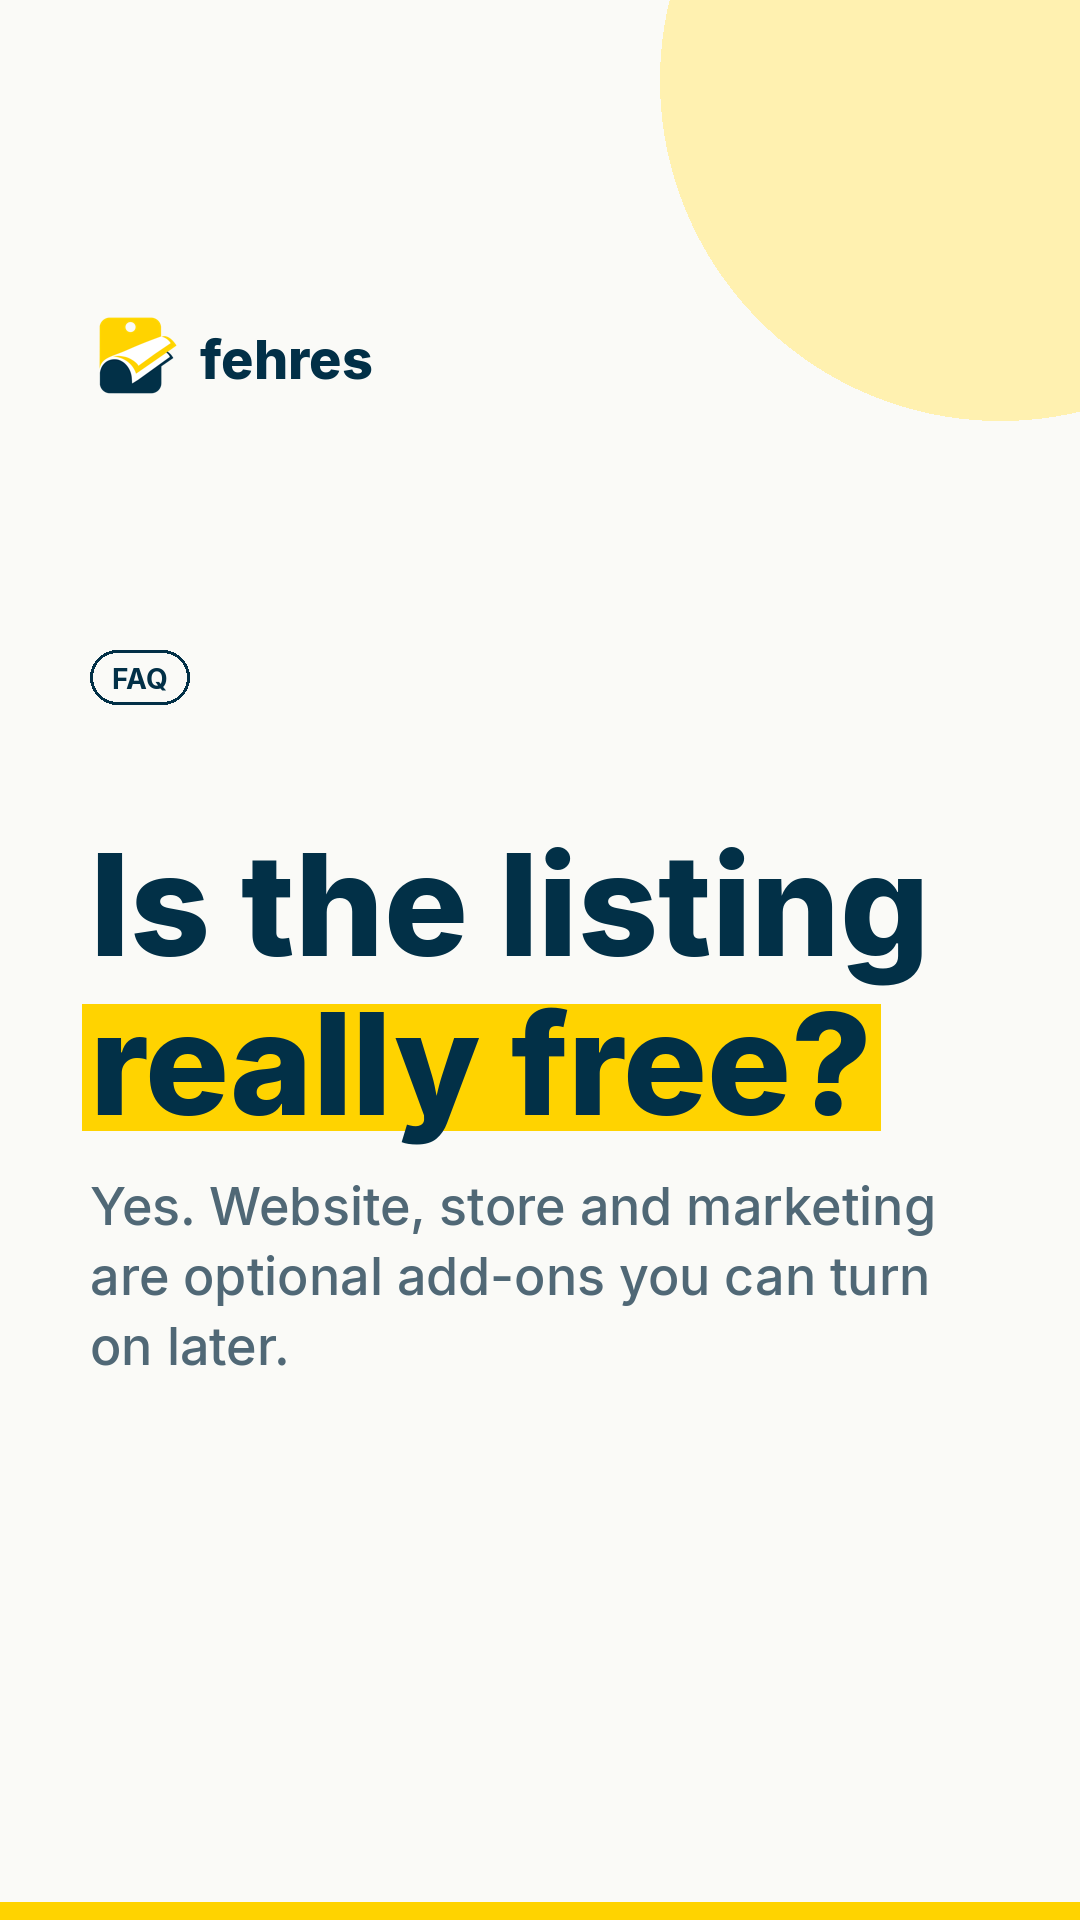 fehres
FAQ
Is the listing
really free?
Yes. Website, store and marketing
are optional add-ons you can turn
on later.